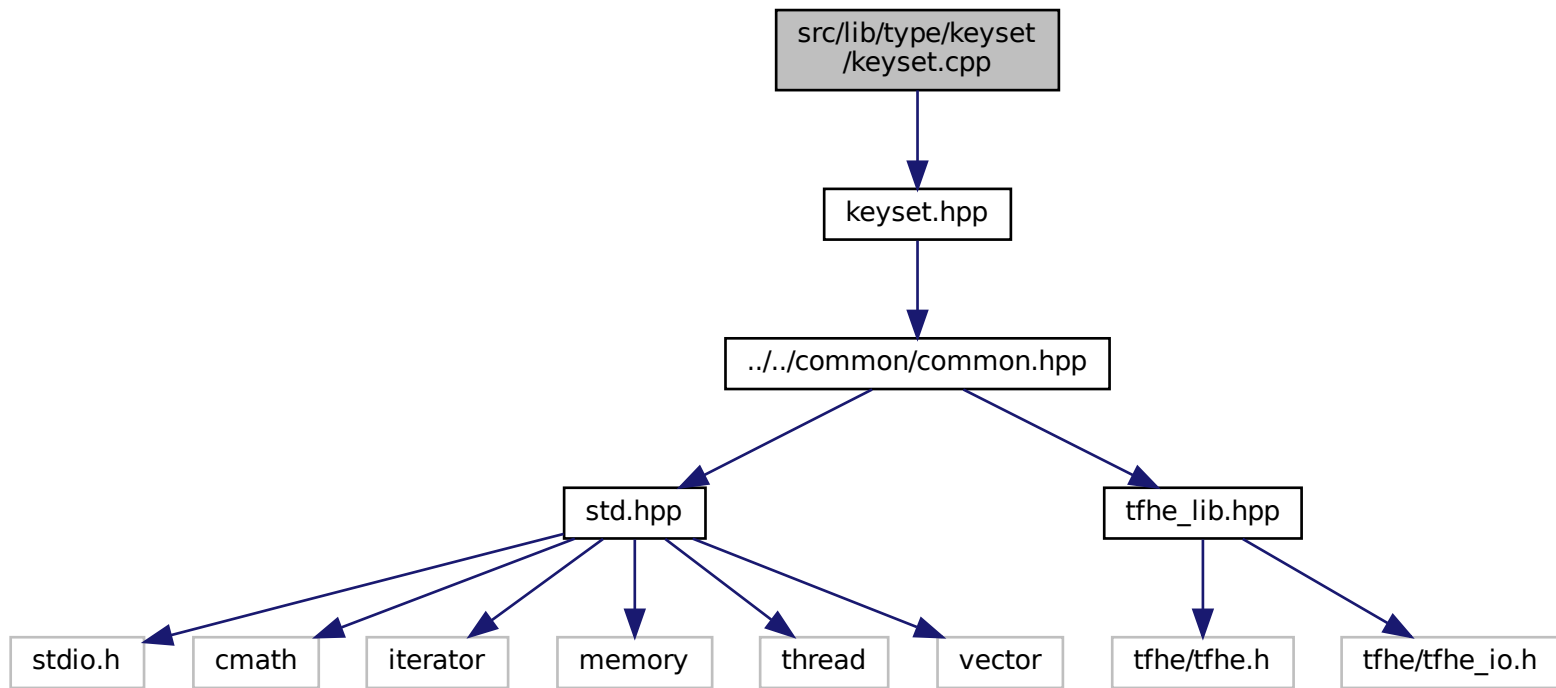 src/lib/type/keyset
/keyset.cpp
keyset.hpp
../../common/common.hpp
std.hpp
tfhe_lib.hpp
stdio.h
cmath
iterator
memory
thread
vector
tfhe/tfhe.h
tfhe/tfhe_io.h